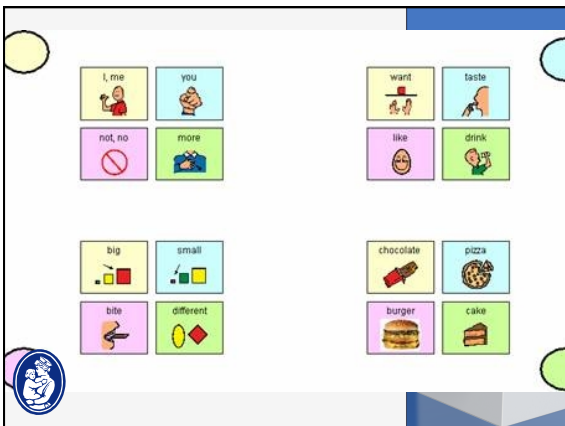 I, me
you
not, no
more
want
taste
like
drink
big
small
bite
different
chocolate
pizza
burger
cake